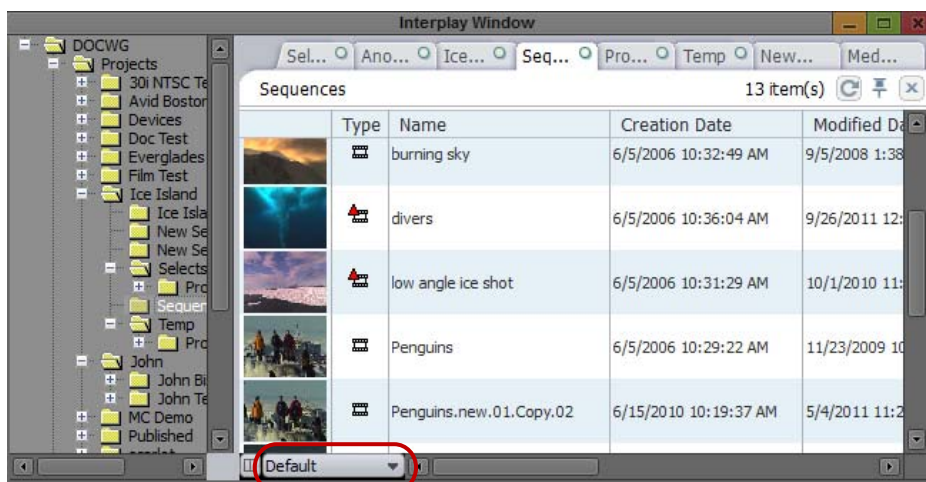 Interplay Window
DOCWG
Projects
30i NTSC Te
Avid Boston
Devices
Doc Test
Everglades
Film Test
Ice Island
Ice Isla
New Se
New Se
Selects
Pro
Sequen
Temp
Pro
John
John Bi
John Te
MC Demo
Published
Sel... Ano... Ice... Seq... Pro... Temp New... Med...
Sequences 13 item(s)
Type Name Creation Date Modified Da
burning sky 6/5/2006 10:32:49 AM 9/5/2008 1:38
divers 6/5/2006 10:36:04 AM 9/26/2011 12:
low angle ice shot 6/5/2006 10:31:29 AM 10/1/2010 11:
Penguins 6/5/2006 10:29:22 AM 11/23/2009 10
Penguins.new.01.Copy.02 6/15/2010 10:19:37 AM 5/4/2011 11:2
Default